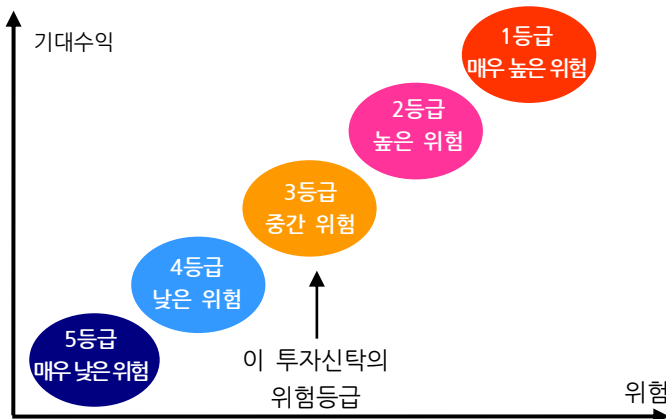 기대수익
1등급
매우 높은 위험
2등급
높은 위험
3등급
중간 위험
4등급
낮은 위험
5등급
매우 낮은 위험
이 투자신탁의
위험등급
위험